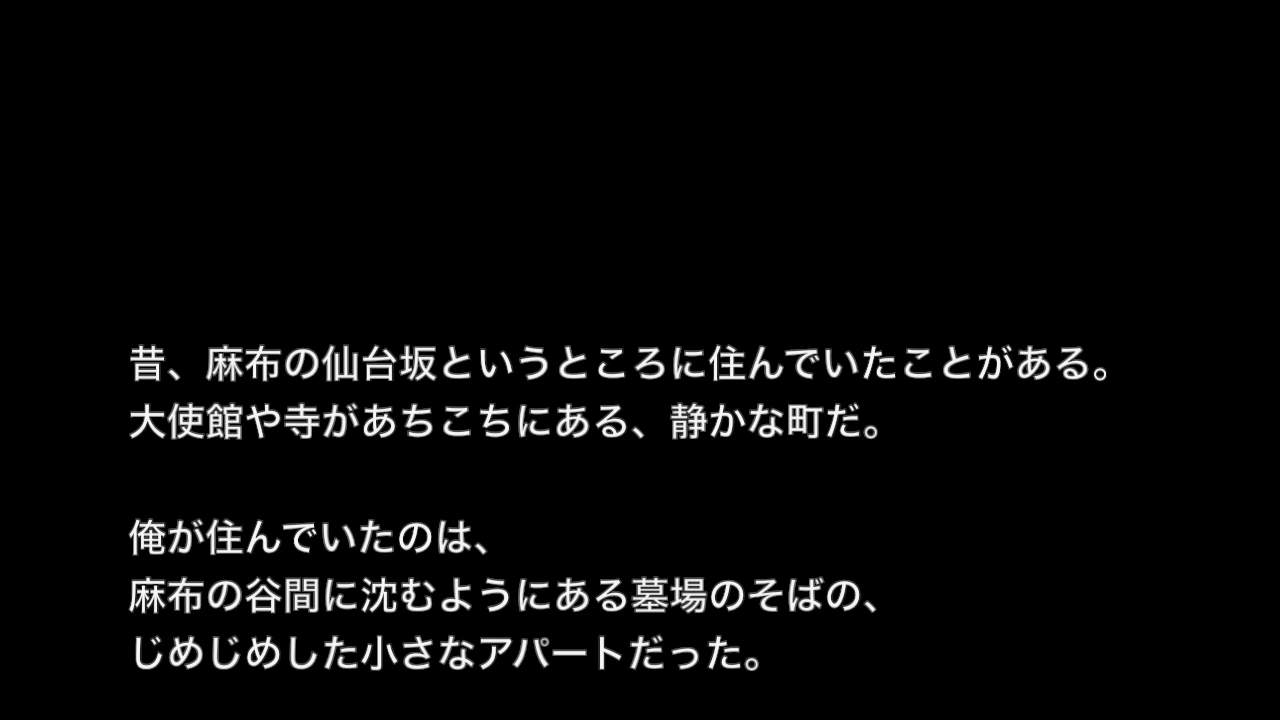 昔、麻布の仙台坂というところに住んでいたことがある。
大使館や寺があちこちにある、静かな町だ。
俺が住んでいたのは、
麻布の谷間に沈むようにある墓場のそばの、
じめじめした小さなアパートだった。